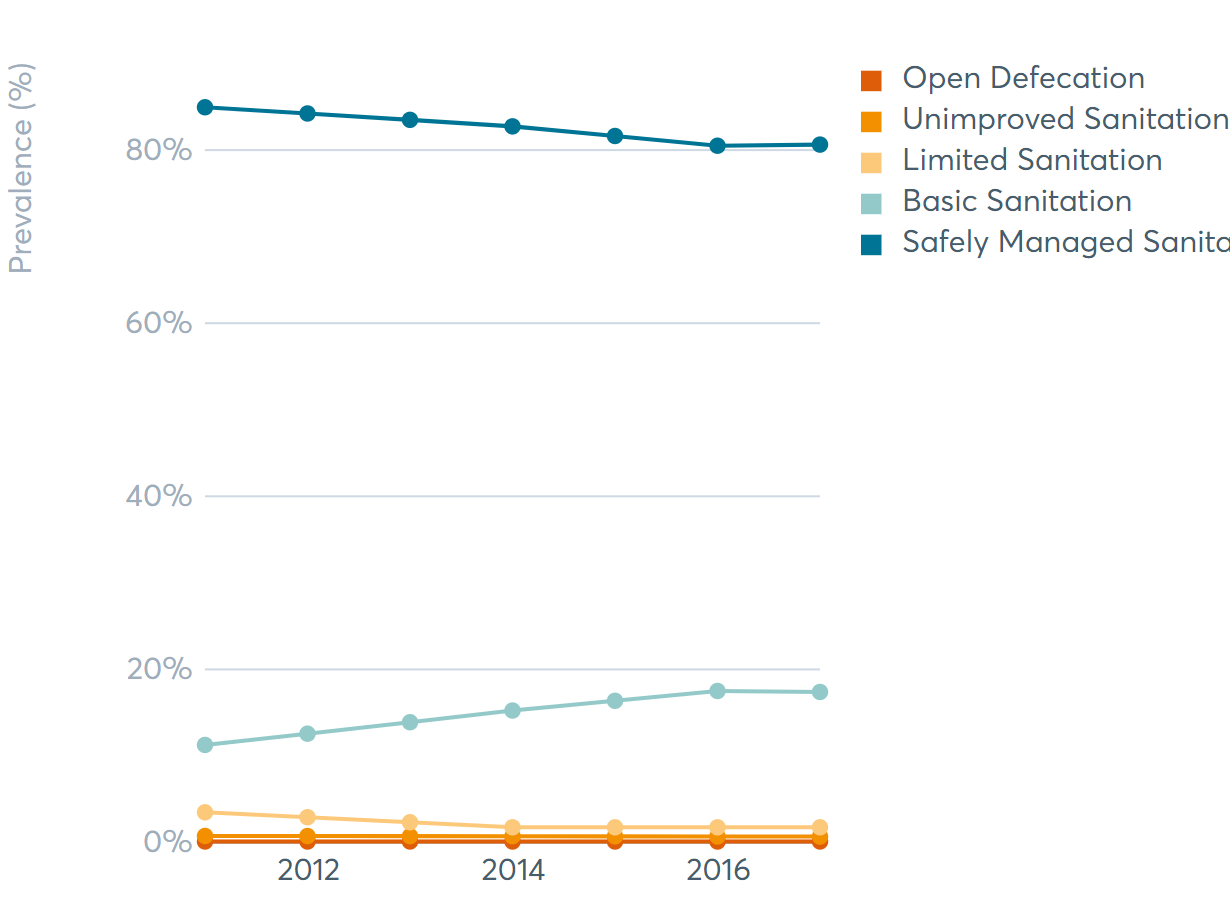 Prevalence (%)
80%
60%
40%
20%
0%
2012
2014
2016
Open Defecation
Unimproved Sanitation
Limited Sanitation
Basic Sanitation
Safely Managed Sanita